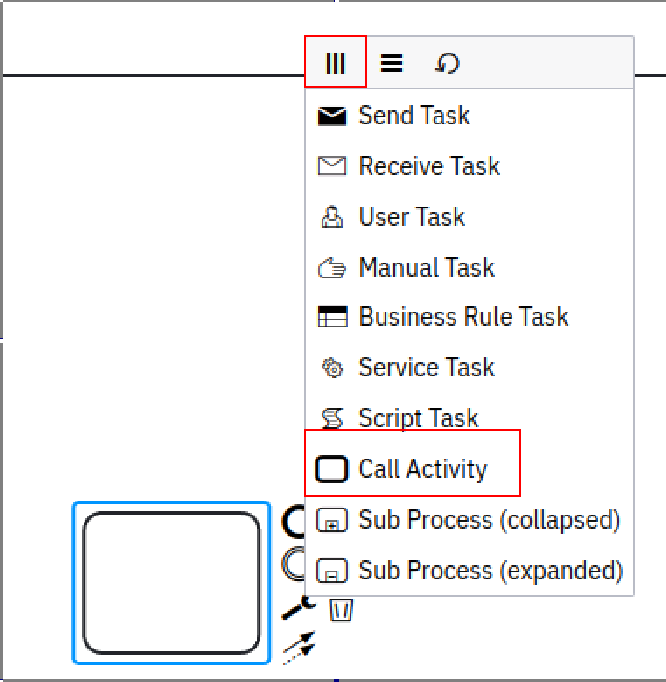 Send Task
Receive Task
User Task
Manual Task
Business Rule Task
Service Task
Script Task
Call Activity
Sub Process (collapsed)
Sub Process (expanded)